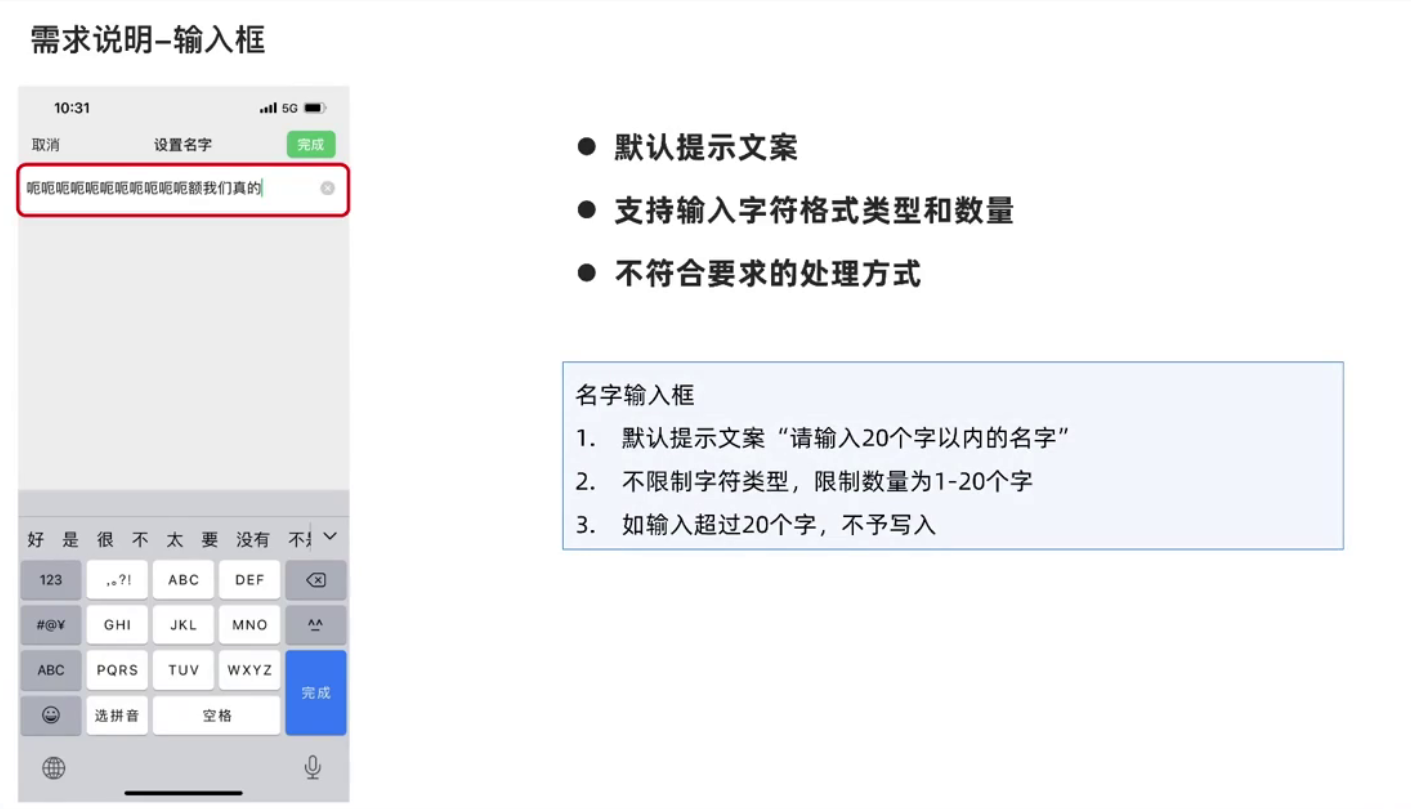 需求说明-输入框
10:31
5G
取消 设置名字 完成
呃呃呃呃呃呃呃呃呃呃呃额我们真的
好 是 很 不 太 要 没有
123 ,。?! ABC DEF
#@¥ GHI JKL MNO ^^
ABC PQRS TUV WXYZ
完成
选拼音 空格
● 默认提示文案
● 支持输入字符格式类型和数量
● 不符合要求的处理方式
名字输入框
1. 默认提示文案“请输入20个字以内的名字”
2. 不限制字符类型，限制数量为1-20个字
3. 如输入超过20个字，不予写入